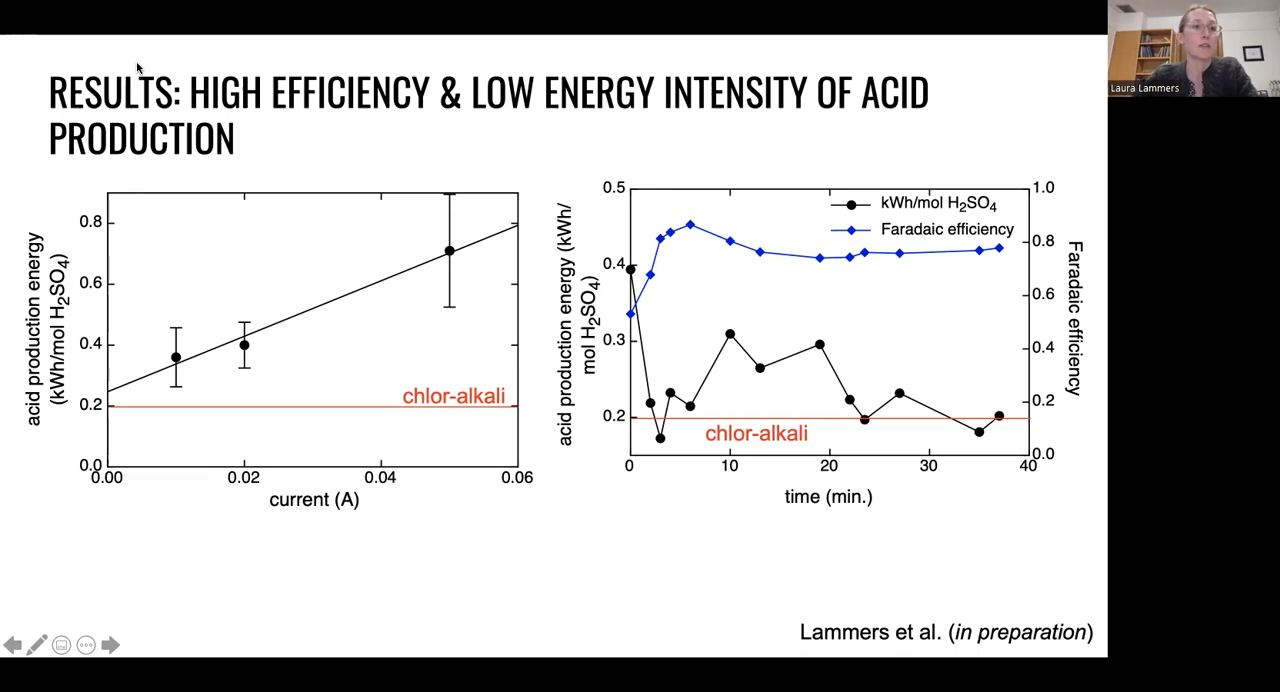 RESULTS: HIGH EFFICIENCY & LOW ENERGY INTENSITY OF ACID
PRODUCTION
Laura Lammers
acid production energy
(kWh/mol H₂SO₄)
0.8
0.6
0.4
0.2
0.0
chlor-alkali
0.00
0.02
0.04
0.06
current (A)
acid production energy (kWh/
mol H₂SO₄)
0.5
0.4
0.3
0.2
kWh/mol H₂SO₄
Faradaic efficiency
chlor-alkali
1.0
0.8
0.6
0.4
0.2
0.0
Faradaic efficiency
0
10
20
30
40
time (min.)
Lammers et al. (in preparation)